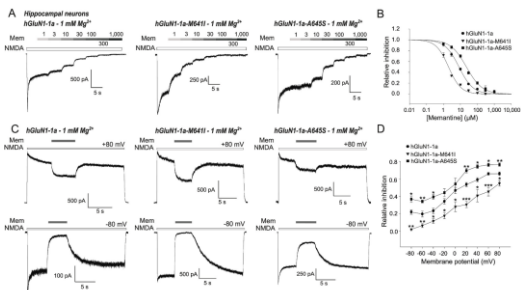 A
Hippocampal neurons
hGluN1-1a - 1 mM Mg²⁺
hGluN1-1a-M641I - 1 mM Mg²⁺
hGluN1-1a-A645S - 1 mM Mg²⁺
1 3 10 30 100 1,000
1 3 10 30 100 1,000
1 3 10 30 100 1,000
Mem
300
300
300
NMDA
500 pA
5 s
250 pA
5 s
200 pA
5 s
B
hGluN1-1a
hGluN1-1a-M641I
hGluN1-1a-A645S
Relative inhibition
1.2
1.0
0.8
0.6
0.4
0.2
0.0
0.01 0.1 1 10 100 1,000 10,000
[Memantine] (µM)
C
hGluN1-1a - 1 mM Mg²⁺
hGluN1-1a-M641I - 1 mM Mg²⁺
hGluN1-1a-A645S - 1 mM Mg²⁺
Mem
NMDA
+80 mV
+80 mV
+80 mV
500 pA
5 s
500 pA
5 s
500 pA
5 s
Mem
NMDA
-80 mV
-80 mV
-80 mV
100 pA
5 s
500 pA
5 s
250 pA
5 s
D
hGluN1-1a
hGluN1-1a-M641I
hGluN1-1a-A645S
Relative inhibition
0.8
0.6
0.4
0.2
0.0
-80 -60 -40 -20 0 20 40 60 80
Membrane potential (mV)